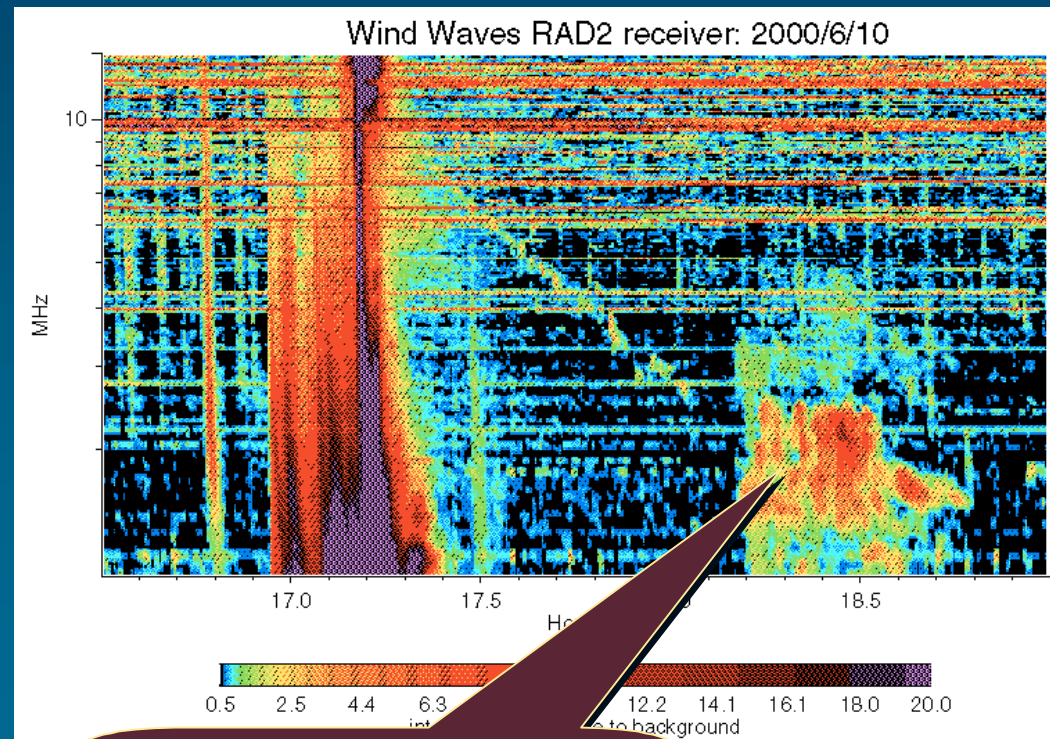 Wind Waves RAD2 receiver: 2000/6/10
10
MHz
17.0 17.5 18.5
0.5 2.5 4.4 6.3 12.2 14.1 16.1 18.0 20.0
to background